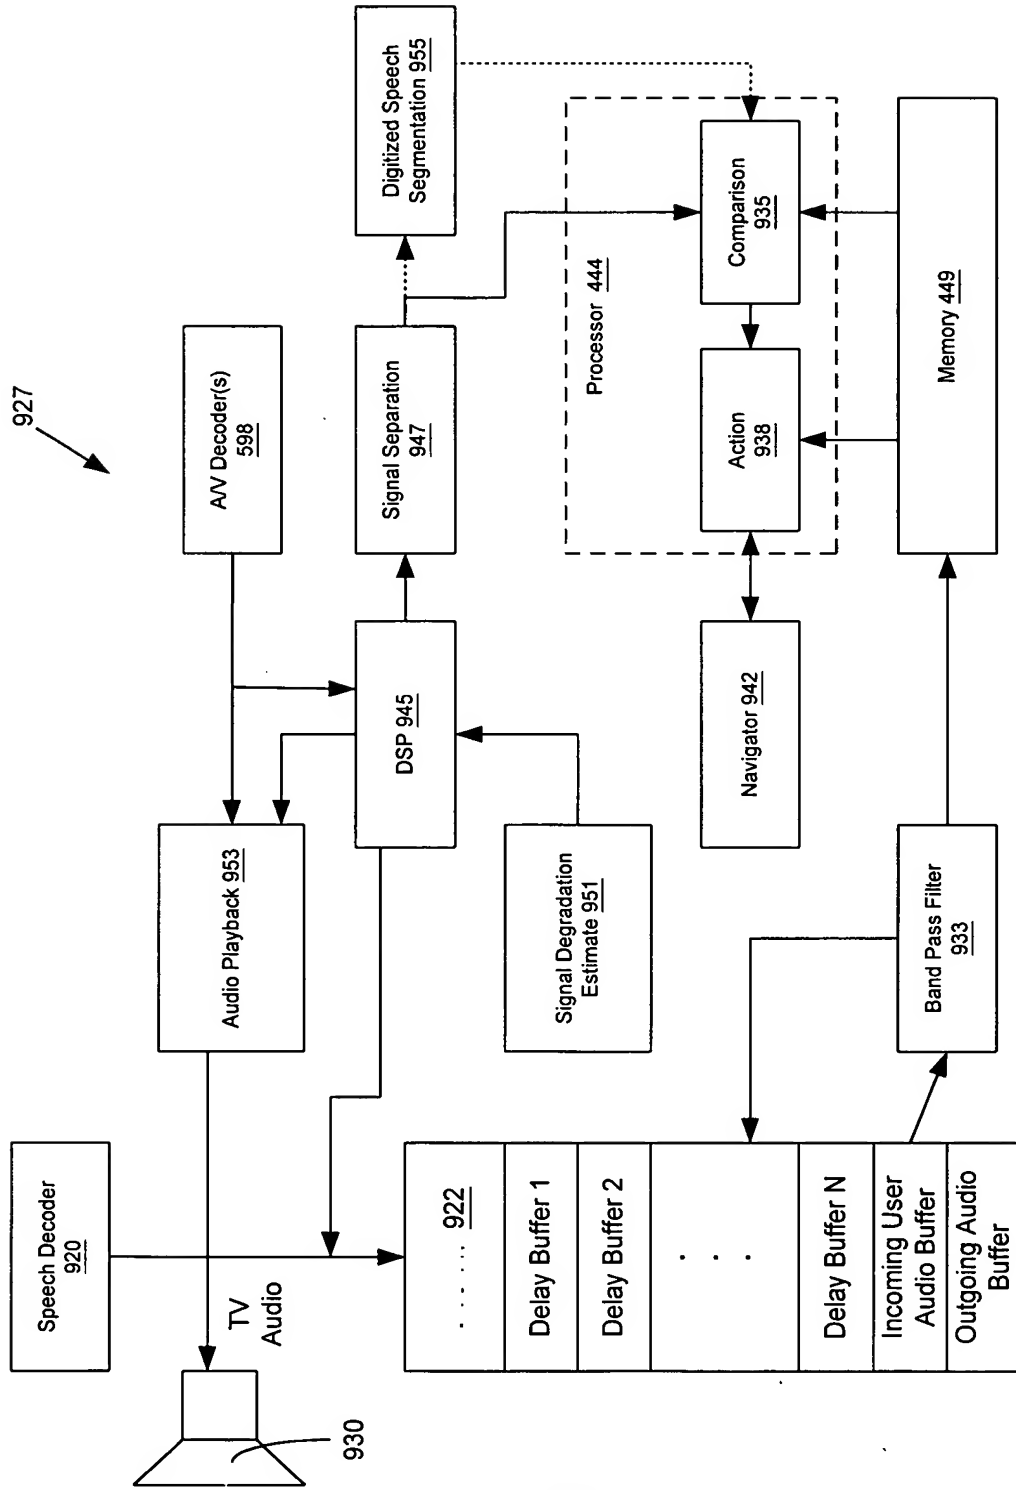 927
Speech Decoder
920
TV
Audio
930
Audio Playback 953
A/V Decoder(s)
598
922
Delay Buffer 1
Delay Buffer 2
Delay Buffer N
Incoming User
Audio Buffer
Outgoing Audio
Buffer
DSP 945
Signal Separation
947
Digitized Speech
Segmentation 955
Signal Degradation
Estimate 951
Processor 444
Navigator 942
Action
938
Comparison
935
Band Pass Filter
933
Memory 449